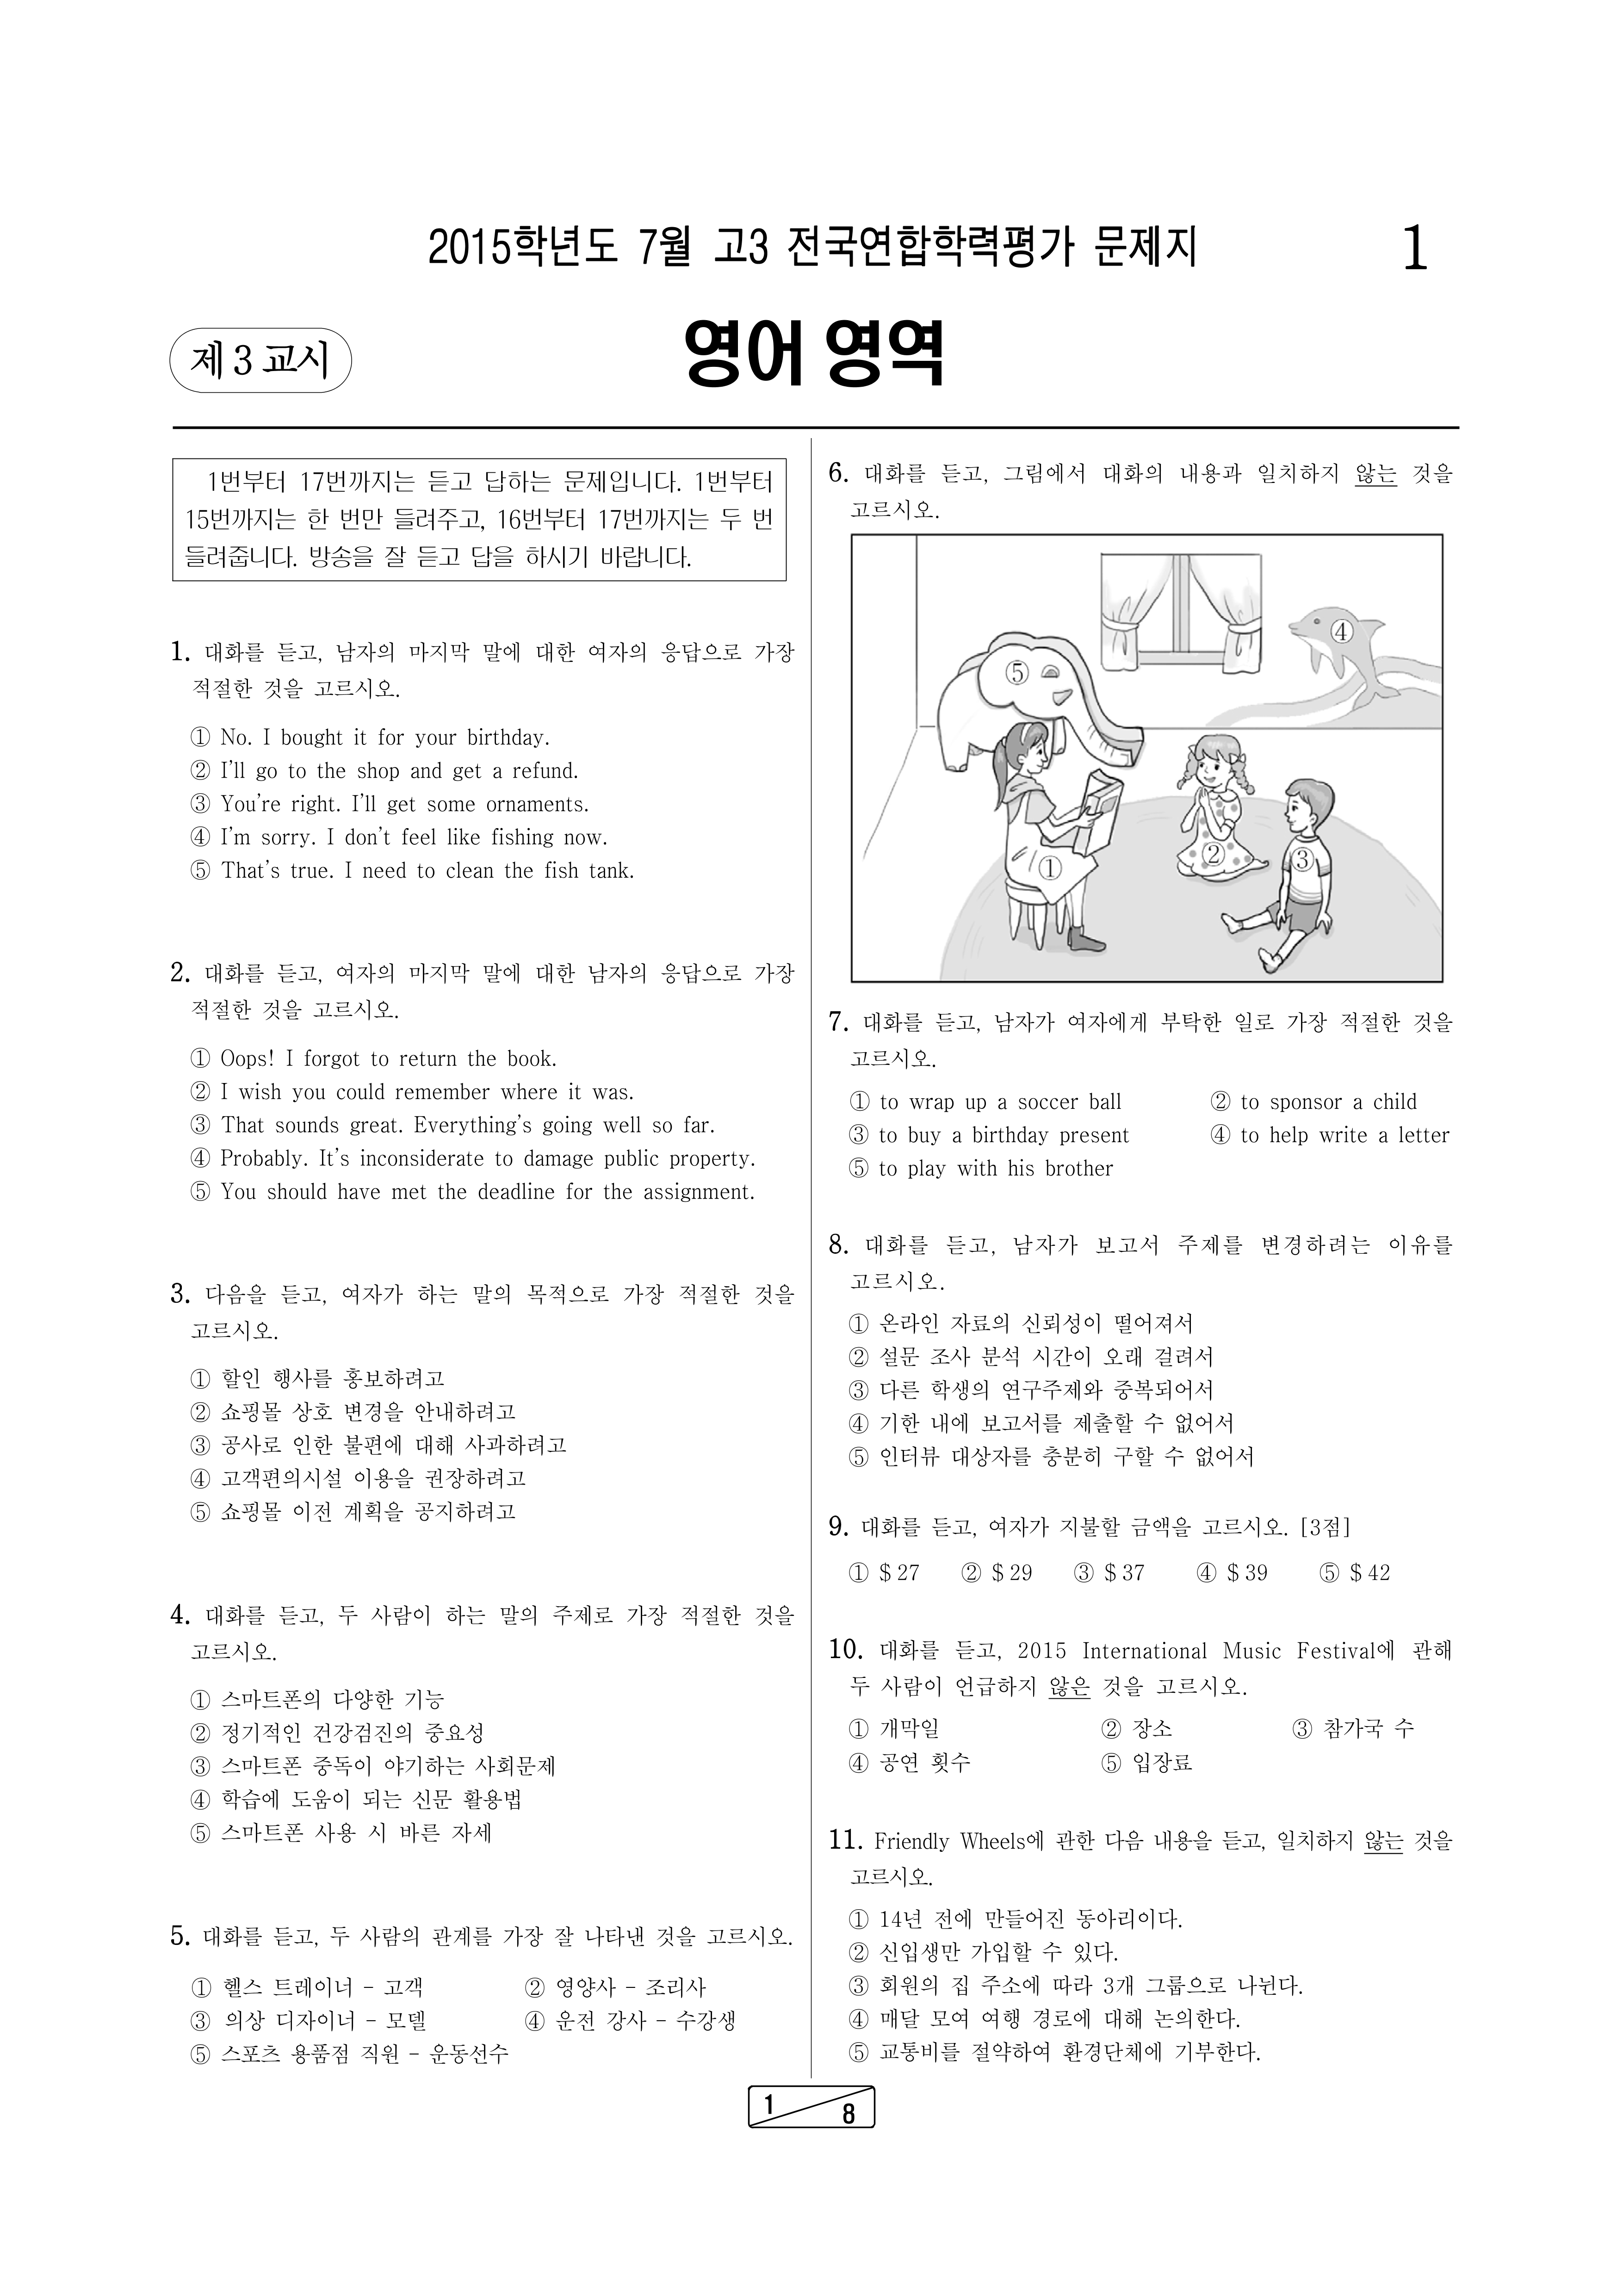 2015학년도 7월 고3 전국연합학력평가 문제지
1
제 3 교시
영어 영역
1번부터 17번까지는 듣고 답하는 문제입니다. 1번부터
15번까지는 한 번만 들려주고, 16번부터 17번까지는 두 번
들려줍니다. 방송을 잘 듣고 답을 하시기 바랍니다.
1. 대화를 듣고, 남자의 마지막 말에 대한 여자의 응답으로 가장
적절한 것을 고르시오.
① No. I bought it for your birthday.
② I'll go to the shop and get a refund.
③ You're right. I'll get some ornaments.
④ I'm sorry. I don't feel like fishing now.
⑤ That's true. I need to clean the fish tank.
2. 대화를 듣고, 여자의 마지막 말에 대한 남자의 응답으로 가장
적절한 것을 고르시오.
① Oops! I forgot to return the book.
② I wish you could remember where it was.
③ That sounds great. Everything's going well so far.
④ Probably. It's inconsiderate to damage public property.
⑤ You should have met the deadline for the assignment.
3. 다음을 듣고, 여자가 하는 말의 목적으로 가장 적절한 것을
고르시오.
① 할인 행사를 홍보하려고
② 쇼핑몰 상호 변경을 안내하려고
③ 공사로 인한 불편에 대해 사과하려고
④ 고객편의시설 이용을 권장하려고
⑤ 쇼핑몰 이전 계획을 공지하려고
4. 대화를 듣고, 두 사람이 하는 말의 주제로 가장 적절한 것을
고르시오.
① 스마트폰의 다양한 기능
② 정기적인 건강검진의 중요성
③ 스마트폰 중독이 야기하는 사회문제
④ 학습에 도움이 되는 신문 활용법
⑤ 스마트폰 사용 시 바른 자세
5. 대화를 듣고, 두 사람의 관계를 가장 잘 나타낸 것을 고르시오.
① 헬스 트레이너 - 고객 ② 영양사 - 조리사
③ 의상 디자이너 - 모델 ④ 운전 강사 - 수강생
⑤ 스포츠 용품점 직원 - 운동선수
6. 대화를 듣고, 그림에서 대화의 내용과 일치하지 않는 것을
고르시오.
④
⑤
②
③
①
7. 대화를 듣고, 남자가 여자에게 부탁한 일로 가장 적절한 것을
고르시오.
① to wrap up a soccer ball ② to sponsor a child
③ to buy a birthday present ④ to help write a letter
⑤ to play with his brother
8. 대화를 듣고, 남자가 보고서 주제를 변경하려는 이유를
고르시오.
① 온라인 자료의 신뢰성이 떨어져서
② 설문 조사 분석 시간이 오래 걸려서
③ 다른 학생의 연구주제와 중복되어서
④ 기한 내에 보고서를 제출할 수 없어서
⑤ 인터뷰 대상자를 충분히 구할 수 없어서
9. 대화를 듣고, 여자가 지불할 금액을 고르시오. [3점]
① $ 27 ② $ 29 ③ $ 37 ④ $ 39 ⑤ $ 42
10. 대화를 듣고, 2015 International Music Festival에 관해
두 사람이 언급하지 않은 것을 고르시오.
① 개막일 ② 장소 ③ 참가국 수
④ 공연 횟수 ⑤ 입장료
11. Friendly Wheels에 관한 다음 내용을 듣고, 일치하지 않는 것을
고르시오.
① 14년 전에 만들어진 동아리이다.
② 신입생만 가입할 수 있다.
③ 회원의 집 주소에 따라 3개 그룹으로 나뉜다.
④ 매달 모여 여행 경로에 대해 논의한다.
⑤ 교통비를 절약하여 환경단체에 기부한다.
1 8